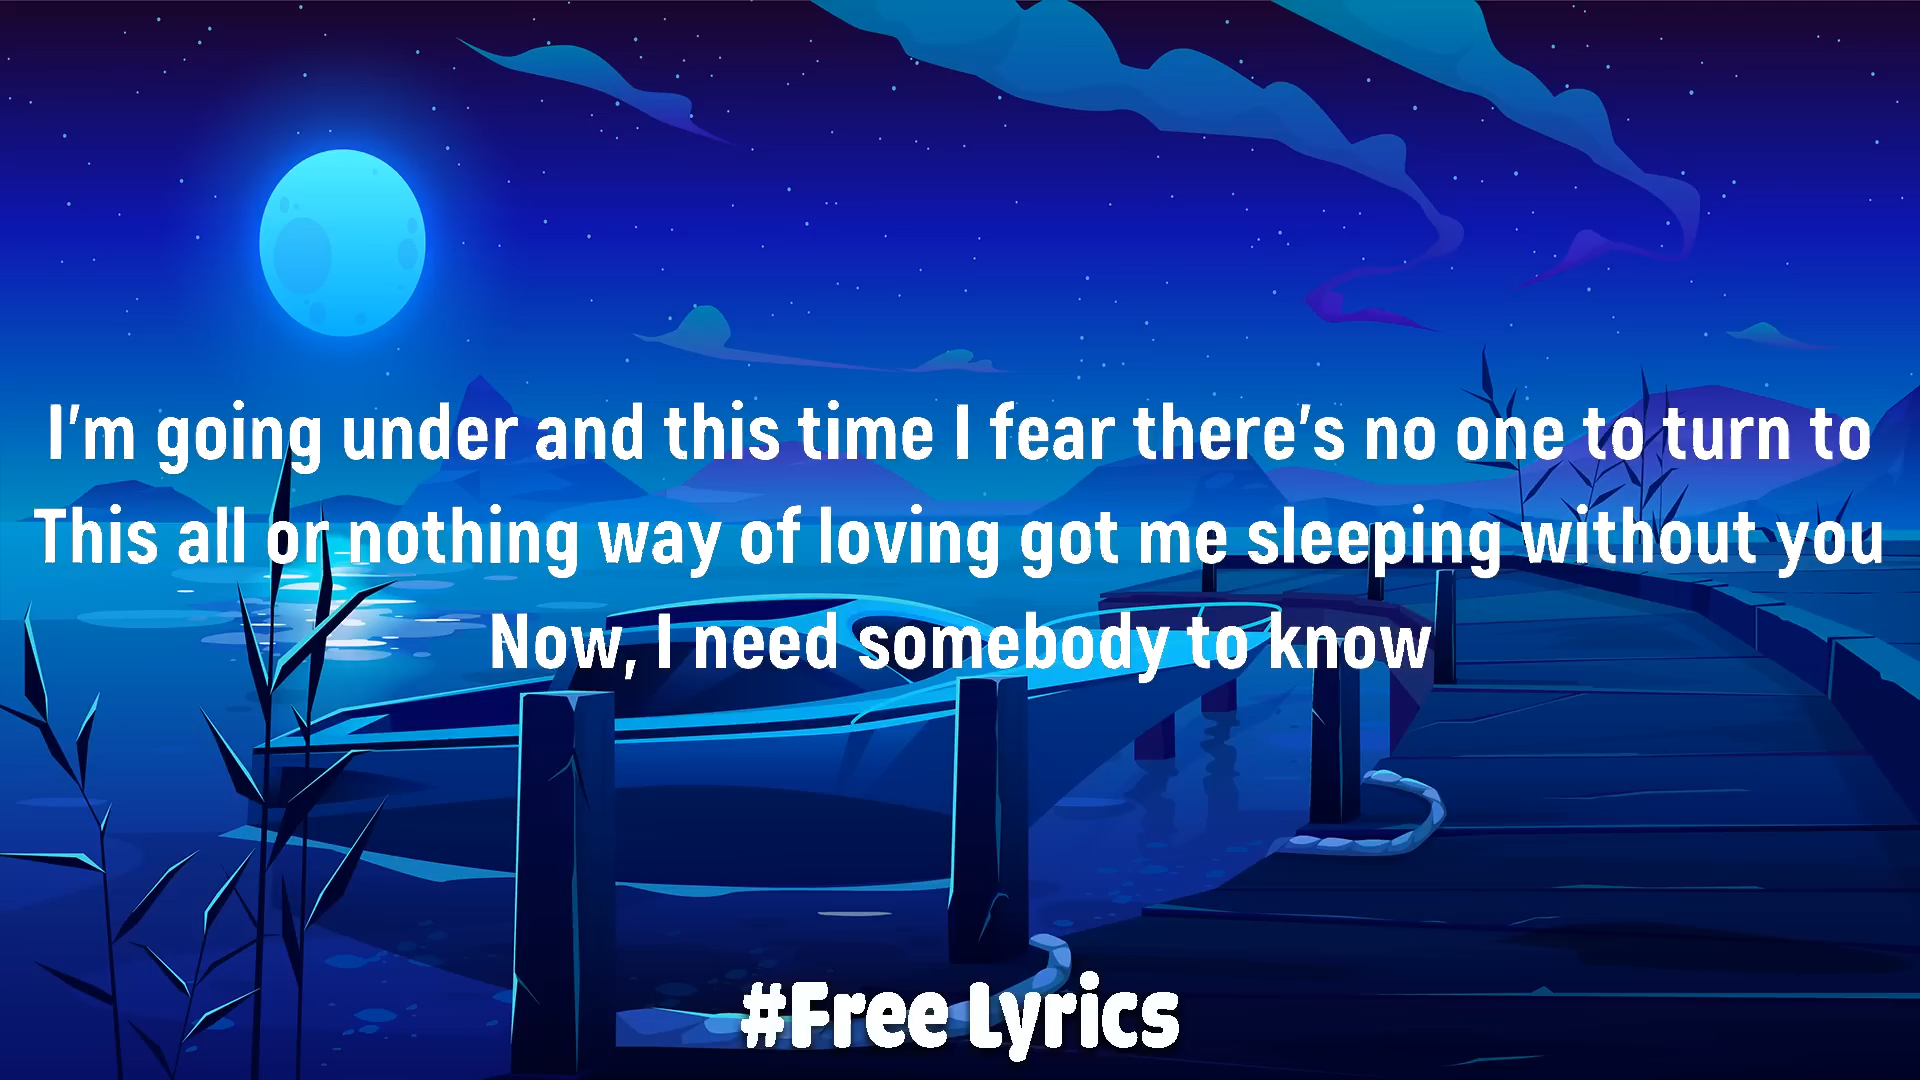 I'm going under and this time I fear there's no one to turn to
This all or nothing way of loving got me sleeping without you
Now, I need somebody to know
#Free Lyrics